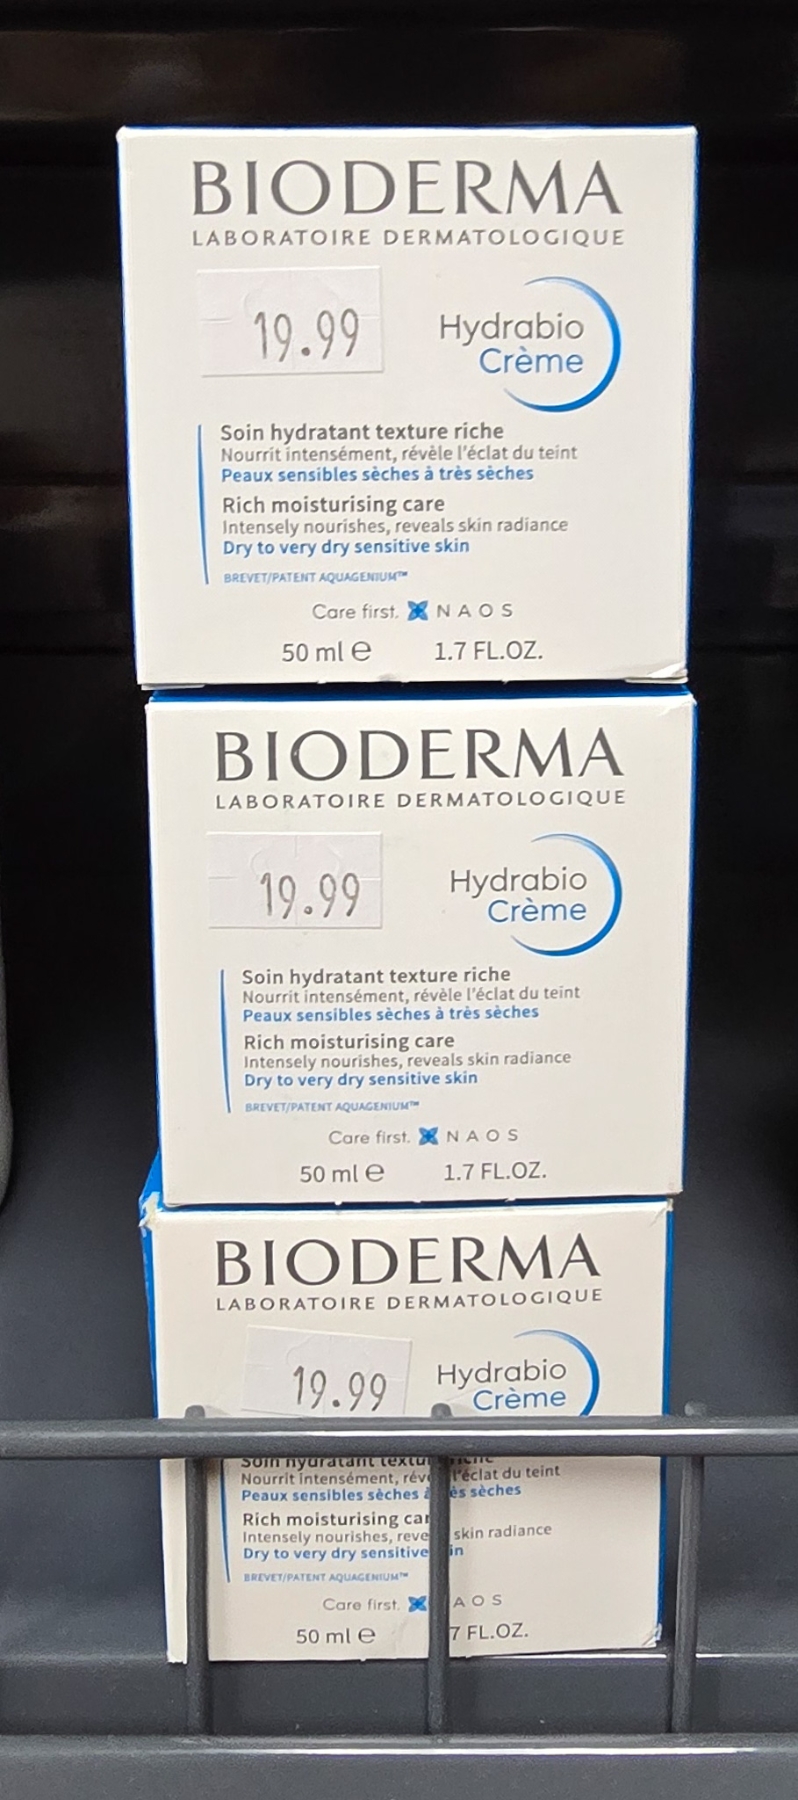 BIODERMA
LABORATOIRE DERMATOLOGIQUE
19.99
Hydrabio
Crème
Soin hydratant texture riche
Nourrit intensément, révèle l'éclat du teint
Peaux sensibles sèches à très sèches
Rich moisturising care
Intensely nourishes, reveals skin radiance
Dry to very dry sensitive skin
BREVET/PATENT AQUAGENIUM™
Care first. NAOS
50 ml e 1.7 FL.OZ.
BIODERMA
LABORATOIRE DERMATOLOGIQUE
19.99
Hydrabio
Crème
Soin hydratant texture riche
Nourrit intensément, révèle l'éclat du teint
Peaux sensibles sèches à très sèches
Rich moisturising care
Intensely nourishes, reveals skin radiance
Dry to very dry sensitive skin
BREVET/PATENT AQUAGENIUM™
Care first. NAOS
50 ml e 1.7 FL.OZ.
BIODERMA
LABORATOIRE DERMATOLOGIQUE
19.99
Hydrabio
Crème
Soin hydratant
Nourrit intensément, l'éclat du teint
Peaux sensibles sèches sèches
Rich moisturising
Intensely nourishes, skin radiance
Dry to very dry sensitive
BREVET/PATENT AQUAGENIUM™
Care first.
50 ml e 7 FL.OZ.